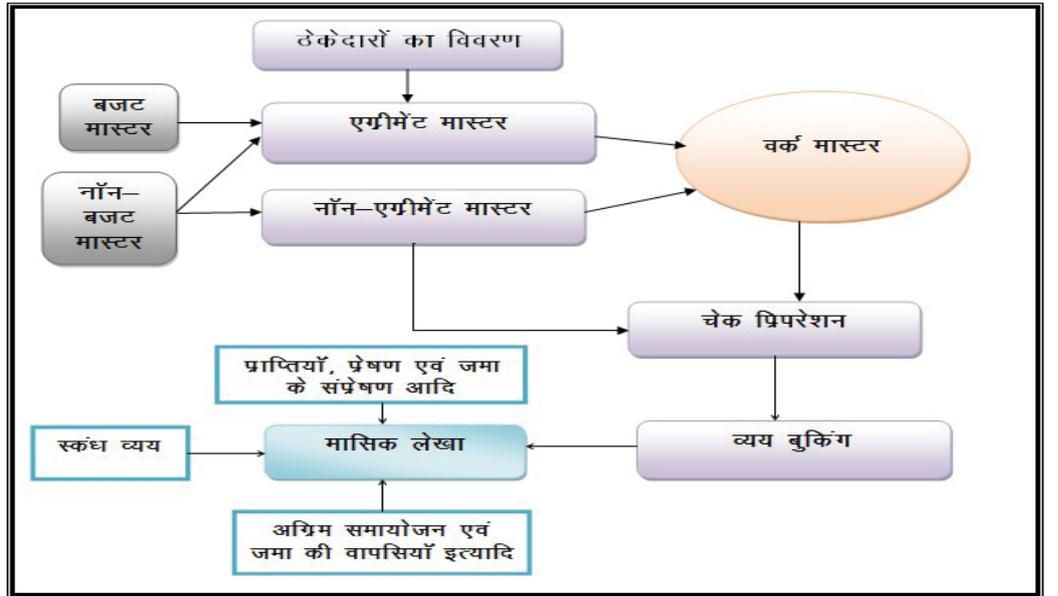 ठेकेदारों का विवरण
बजट
मास्टर
एग्रीमेंट मास्टर
वर्क मास्टर
नॉन–
बजट
मास्टर
नॉन–एग्रीमेंट मास्टर
चेक प्रिपरेशन
प्राप्तियॉ, प्रेषण एवं जमा
के संप्रेषण आदि
स्कंध व्यय
मासिक लेखा
व्यय बुकिंग
अग्रिम समायोजन एवं
जमा की वापसियॉ इत्यादि